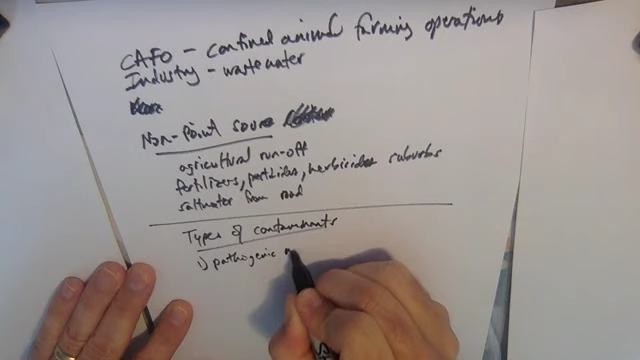 CAFO - confined animal farming operations
Industry - wastewater
Non-point source
agricultural run-off
fertilizers, pesticides, herbicides suburbs
saltwater from road
Types of contaminants
1) pathogenic